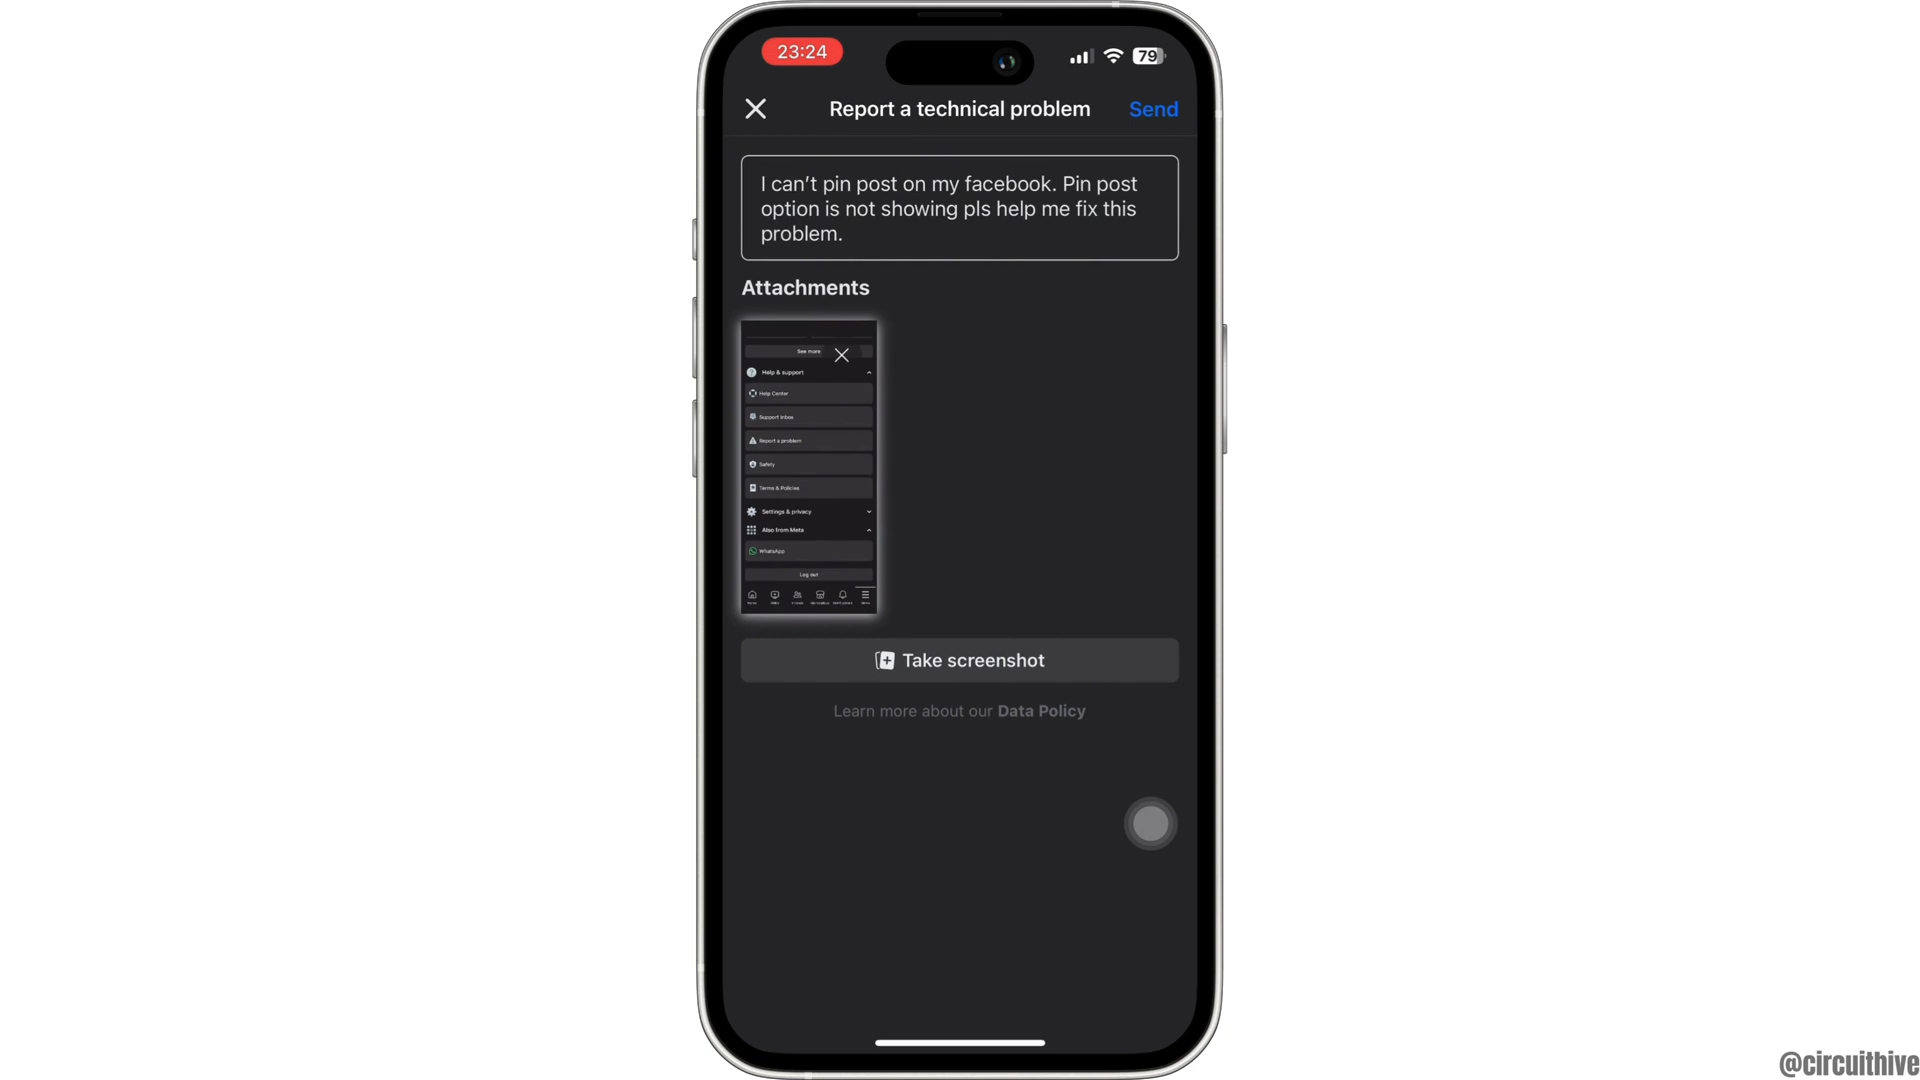 23:24
79
Report a technical problem
Send
I can't pin post on my facebook. Pin post
option is not showing pls help me fix this
problem.
Attachments
See more
Help & support
Help Center
Support Inbox
Report a problem
Safety
Terms & Policies
Settings & privacy
Also from Meta
WhatsApp
Log out
Take screenshot
Learn more about our Data Policy
@circuithive